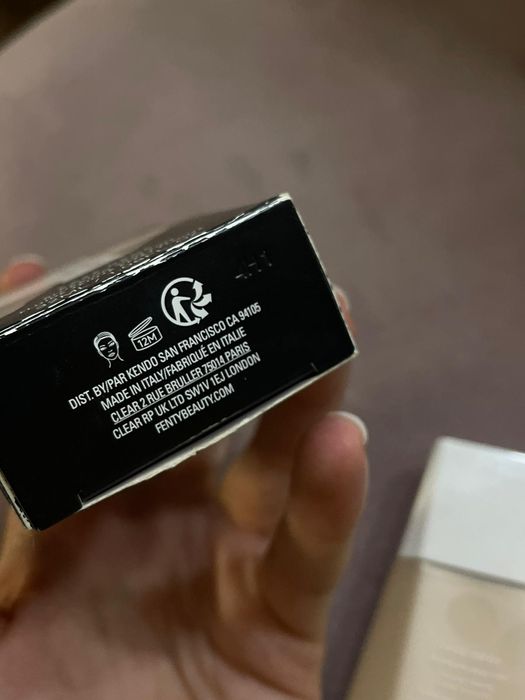 12M
DIST. BY/PAR KENDO SAN FRANCISCO CA 94105
MADE IN ITALY/FABRIQUÉ EN ITALIE
CLEAR 2 RUE BRULLER 75014 PARIS
CLEAR RP UK LTD SW1V 1EJ LONDON
FENTYBEAUTY.COM